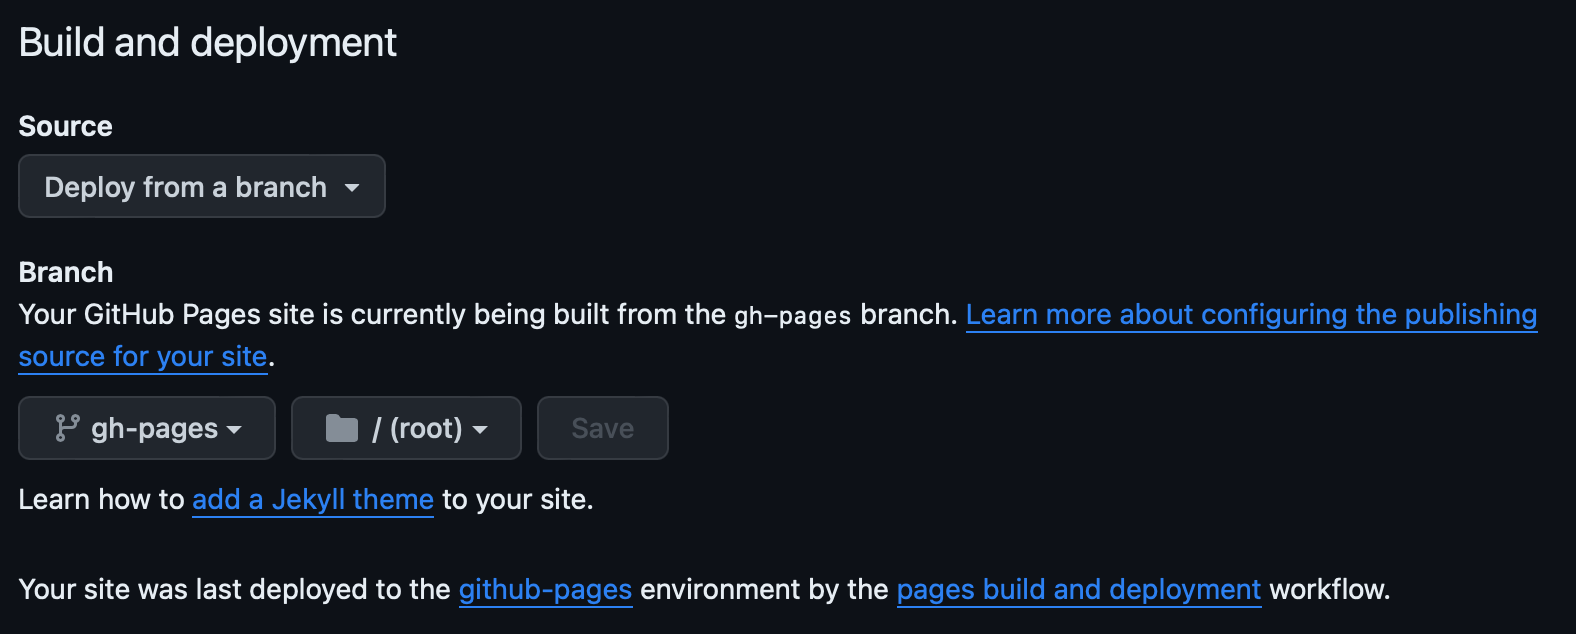 Build and deployment
Source
Deploy from a branch
Branch
Your GitHub Pages site is currently being built from the gh-pages branch. Learn more about configuring the publishing
source for your site.
gh-pages / (root) Save
Learn how to add a Jekyll theme to your site.
Your site was last deployed to the github-pages environment by the pages build and deployment workflow.